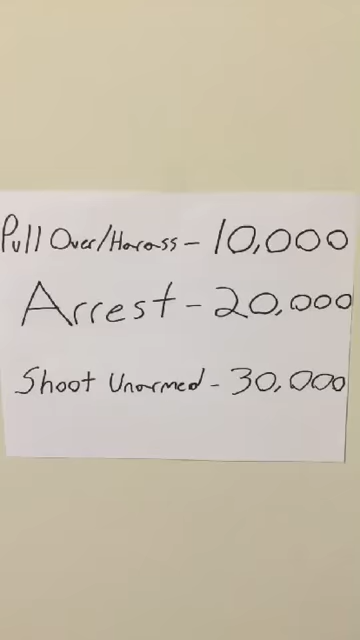 Pull Over/Harass - 10,000
Arrest - 20,000
Shoot Unarmed - 30,000